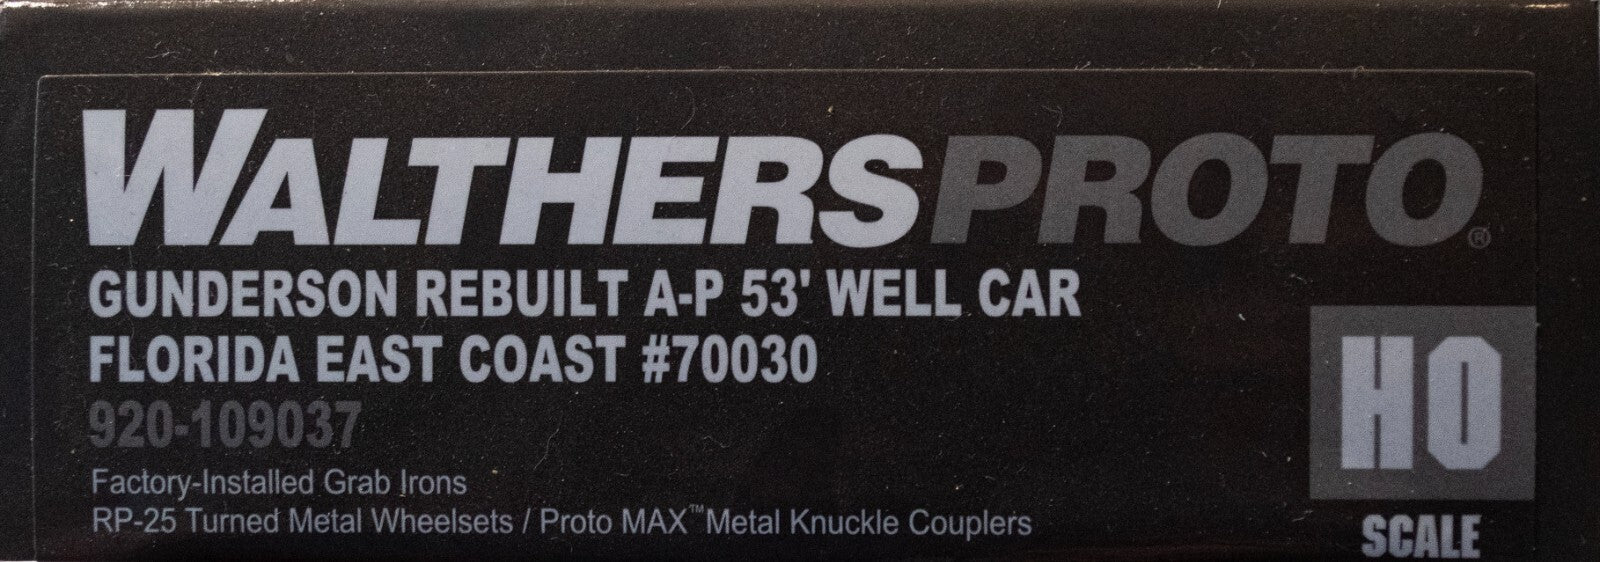 WALTHERSPROTO®
GUNDERSON REBUILT A-P 53' WELL CAR
FLORIDA EAST COAST #70030
920-109037
Factory-Installed Grab Irons
RP-25 Turned Metal Wheelsets / Proto MAX™ Metal Knuckle Couplers
HO
SCALE